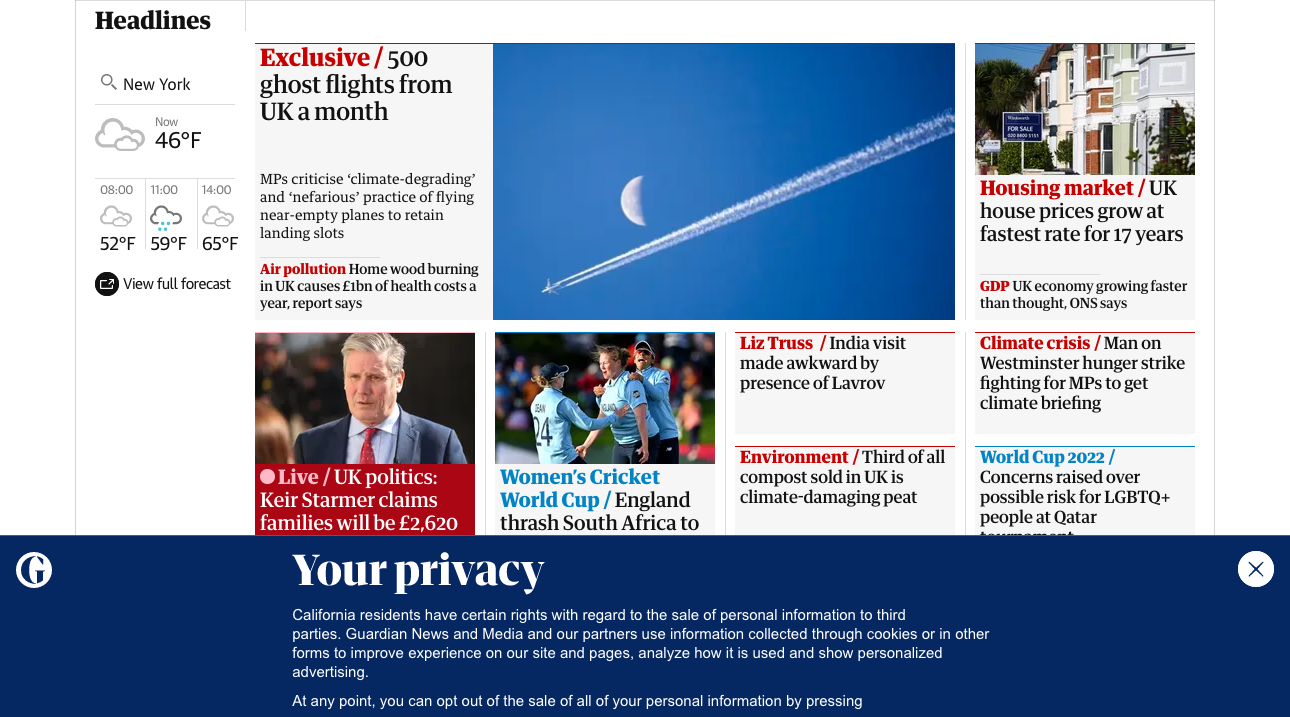 Headlines
New York
Now
46°F
08:00
11:00
14:00
52°F
59°F
65°F
View full forecast
Exclusive / 500
ghost flights from
UK a month
MPs criticise ‘climate-degrading’
and ‘nefarious’ practice of flying
near-empty planes to retain
landing slots
Air pollution Home wood burning
in UK causes £1bn of health costs a
year, report says
FOR SALE
Housing market / UK
house prices grow at
fastest rate for 17 years
GDP UK economy growing faster
than thought, ONS says
Live / UK politics:
Keir Starmer claims
families will be £2,620
DEAN
24
ENGLAND
Women’s Cricket
World Cup / England
thrash South Africa to
Liz Truss / India visit
made awkward by
presence of Lavrov
Environment / Third of all
compost sold in UK is
climate-damaging peat
Climate crisis / Man on
Westminster hunger strike
fighting for MPs to get
climate briefing
World Cup 2022 /
Concerns raised over
possible risk for LGBTQ+
people at Qatar
tournament
G
Your privacy
California residents have certain rights with regard to the sale of personal information to third
parties. Guardian News and Media and our partners use information collected through cookies or in other
forms to improve experience on our site and pages, analyze how it is used and show personalized
advertising.
At any point, you can opt out of the sale of all of your personal information by pressing